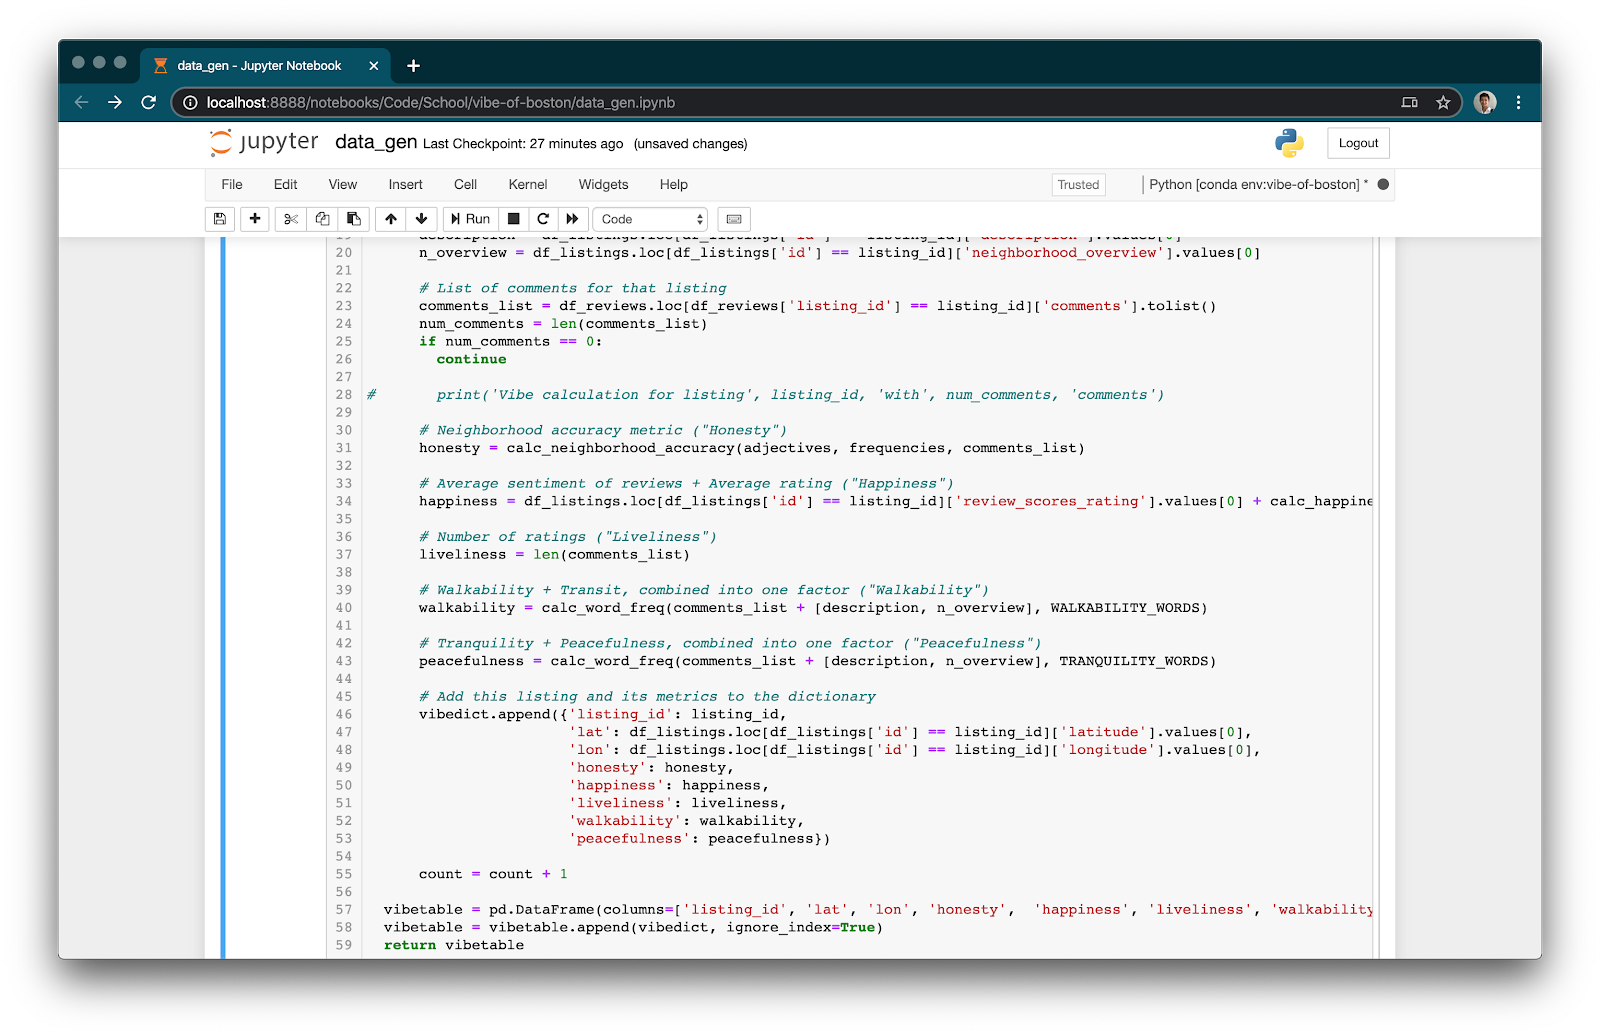 data_gen - Jupyter Notebook
localhost:8888/notebooks/Code/School/vibe-of-boston/data_gen.ipynb
jupyter data_gen Last Checkpoint: 27 minutes ago (unsaved changes)
Logout
File Edit View Insert Cell Kernel Widgets Help
Trusted
Python [conda env:vibe-of-boston] *
Run
Code
19 description = df_listings.loc[df_listings['id'] == listing_id]['description'].values[0]
20 n_overview = df_listings.loc[df_listings['id'] == listing_id]['neighborhood_overview'].values[0]
21
22 # List of comments for that listing
23 comments_list = df_reviews.loc[df_reviews['listing_id'] == listing_id]['comments'].tolist()
24 num_comments = len(comments_list)
25 if num_comments == 0:
26 continue
27
28 # print('Vibe calculation for listing', listing_id, 'with', num_comments, 'comments')
29
30 # Neighborhood accuracy metric ("Honesty")
31 honesty = calc_neighborhood_accuracy(adjectives, frequencies, comments_list)
32
33 # Average sentiment of reviews + Average rating ("Happiness")
34 happiness = df_listings.loc[df_listings['id'] == listing_id]['review_scores_rating'].values[0] + calc_happine
35
36 # Number of ratings ("Liveliness")
37 liveliness = len(comments_list)
38
39 # Walkability + Transit, combined into one factor ("Walkability")
40 walkability = calc_word_freq(comments_list + [description, n_overview], WALKABILITY_WORDS)
41
42 # Tranquility + Peacefulness, combined into one factor ("Peacefulness")
43 peacefulness = calc_word_freq(comments_list + [description, n_overview], TRANQUILITY_WORDS)
44
45 # Add this listing and its metrics to the dictionary
46 vibedict.append({'listing_id': listing_id,
47 'lat': df_listings.loc[df_listings['id'] == listing_id]['latitude'].values[0],
48 'lon': df_listings.loc[df_listings['id'] == listing_id]['longitude'].values[0],
49 'honesty': honesty,
50 'happiness': happiness,
51 'liveliness': liveliness,
52 'walkability': walkability,
53 'peacefulness': peacefulness})
54
55 count = count + 1
56
57 vibetable = pd.DataFrame(columns=['listing_id', 'lat', 'lon', 'honesty', 'happiness', 'liveliness', 'walkability
58 vibetable = vibetable.append(vibedict, ignore_index=True)
59 return vibetable